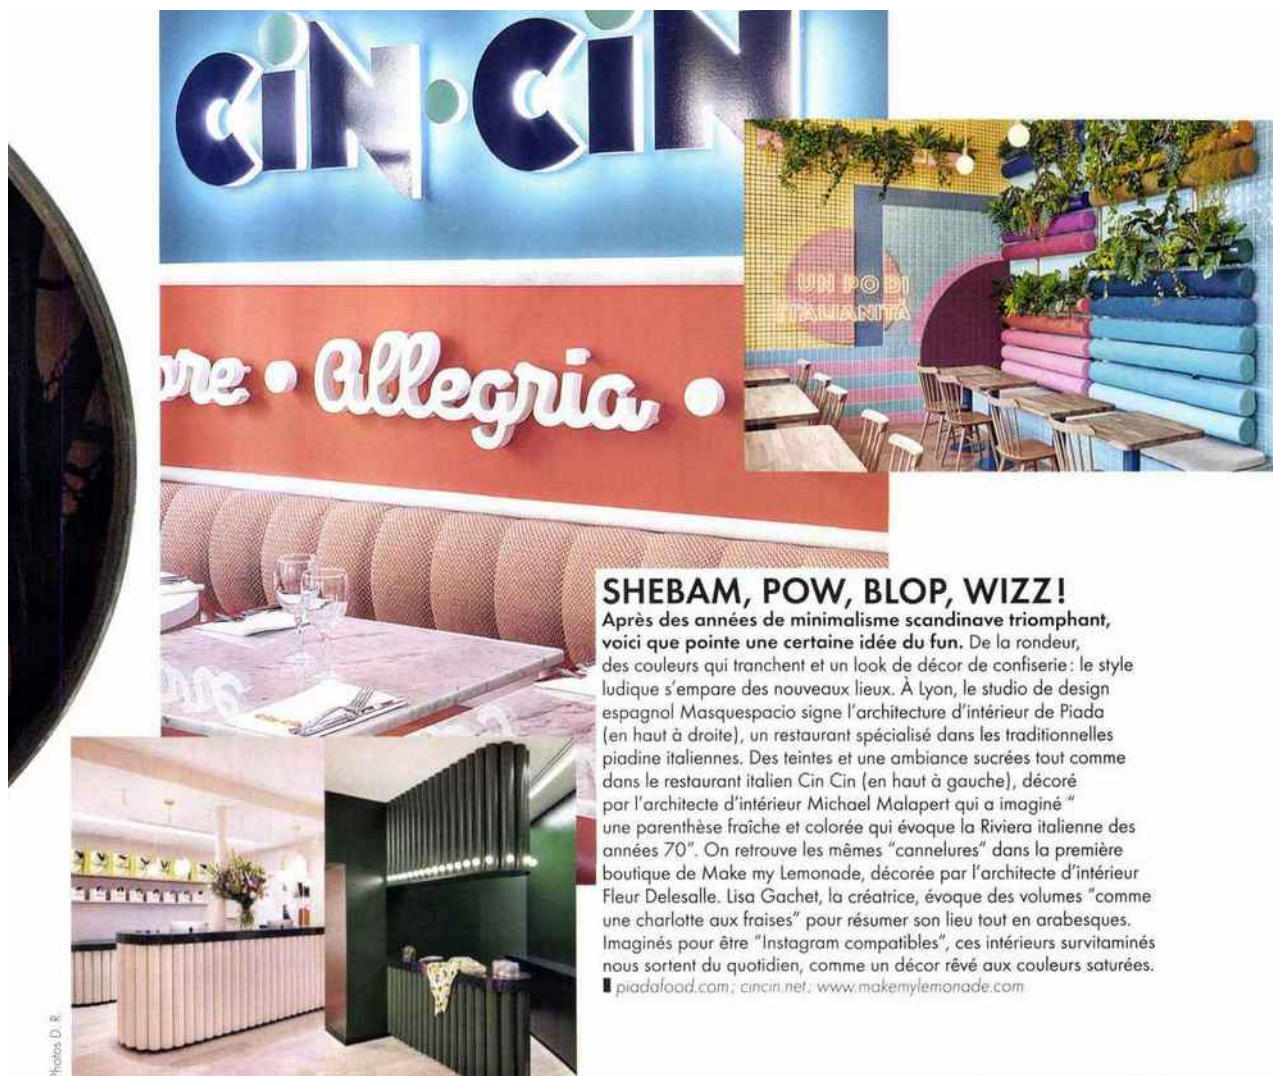 CiN·CiN
ore • allegria •
UN PO DI
ITALIANITÁ
SHEBAM, POW, BLOP, WIZZ!
Après des années de minimalisme scandinave triomphant,
voici que pointe une certaine idée du fun. De la rondeur,
des couleurs qui tranchent et un look de décor de confiserie : le style
ludique s'empare des nouveaux lieux. À Lyon, le studio de design
espagnol Masquespacio signe l'architecture d'intérieur de Piada
(en haut à droite), un restaurant spécialisé dans les traditionnelles
piadine italiennes. Des teintes et une ambiance sucrées tout comme
dans le restaurant italien Cin Cin (en haut à gauche), décoré
par l'architecte d'intérieur Michael Malapert qui a imaginé "
une parenthèse fraîche et colorée qui évoque la Riviera italienne des
années 70". On retrouve les mêmes "cannelures" dans la première
boutique de Make my Lemonade, décorée par l'architecte d'intérieur
Fleur Delesalle. Lisa Gachet, la créatrice, évoque des volumes "comme
une charlotte aux fraises" pour résumer son lieu tout en arabesques.
Imaginés pour être "Instagram compatibles", ces intérieurs survitaminés
nous sortent du quotidien, comme un décor rêvé aux couleurs saturées.
piadafood.com ; cincin.net ; www.makemylemonade.com
Photos D. R.